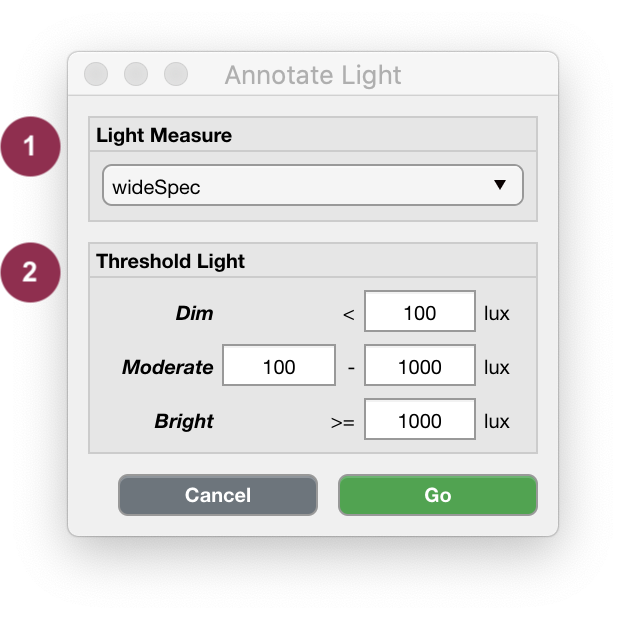 Annotate Light
1
Light Measure
wideSpec
2
Threshold Light
Dim < 100 lux
Moderate 100 - 1000 lux
Bright >= 1000 lux
Cancel Go